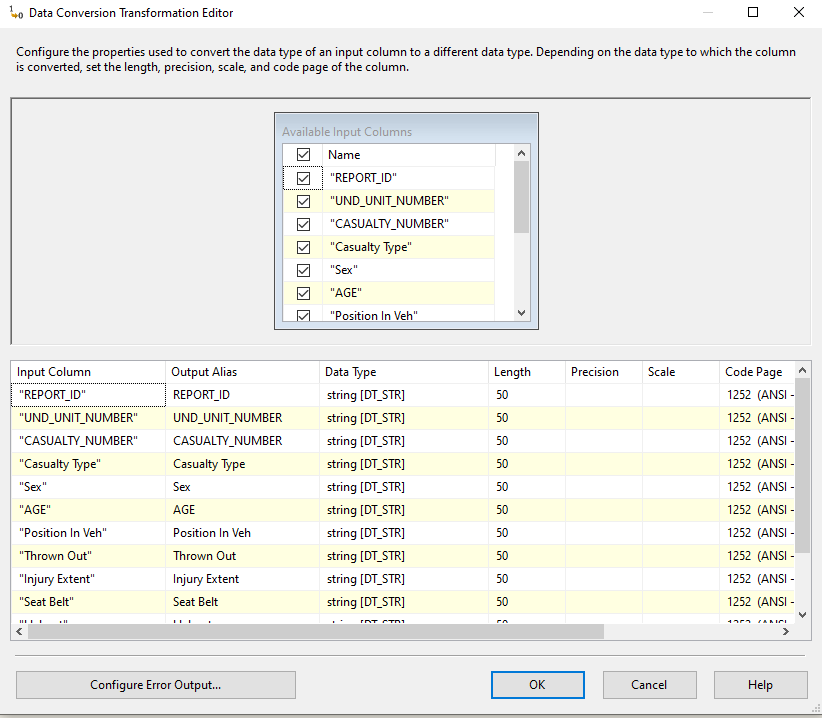 Data Conversion Transformation Editor
Configure the properties used to convert the data type of an input column to a different data type. Depending on the data type to which the column
is converted, set the length, precision, scale, and code page of the column.
Available Input Columns
Name
"REPORT_ID"
"UND_UNIT_NUMBER"
"CASUALTY_NUMBER"
"Casualty Type"
"Sex"
"AGE"
"Position In Veh"
Input Column Output Alias Data Type Length Precision Scale Code Page
"REPORT_ID" REPORT_ID string [DT_STR] 50 1252 (ANSI -
"UND_UNIT_NUMBER" UND_UNIT_NUMBER string [DT_STR] 50 1252 (ANSI -
"CASUALTY_NUMBER" CASUALTY_NUMBER string [DT_STR] 50 1252 (ANSI -
"Casualty Type" Casualty Type string [DT_STR] 50 1252 (ANSI -
"Sex" Sex string [DT_STR] 50 1252 (ANSI -
"AGE" AGE string [DT_STR] 50 1252 (ANSI -
"Position In Veh" Position In Veh string [DT_STR] 50 1252 (ANSI -
"Thrown Out" Thrown Out string [DT_STR] 50 1252 (ANSI -
"Injury Extent" Injury Extent string [DT_STR] 50 1252 (ANSI -
"Seat Belt" Seat Belt string [DT_STR] 50 1252 (ANSI -
Configure Error Output... OK Cancel Help